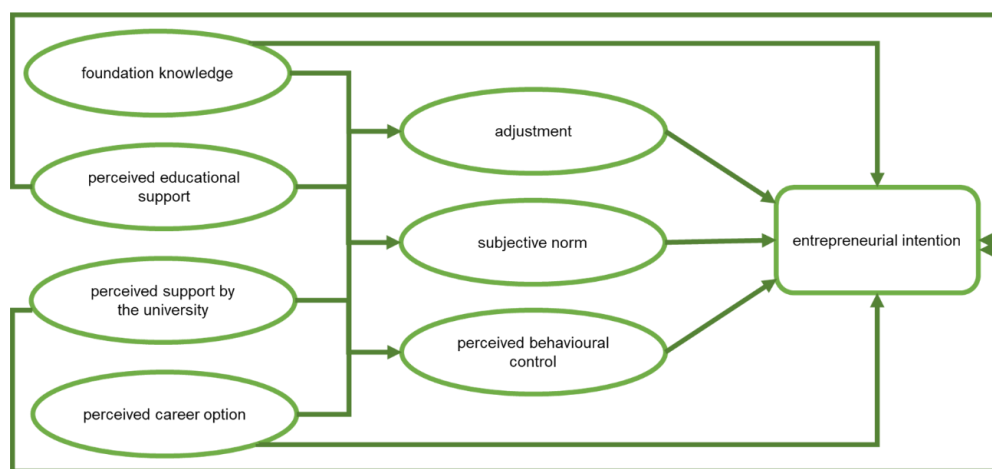 foundation knowledge
perceived educational
support
perceived support by
the university
perceived career option
adjustment
subjective norm
perceived behavioural
control
entrepreneurial intention